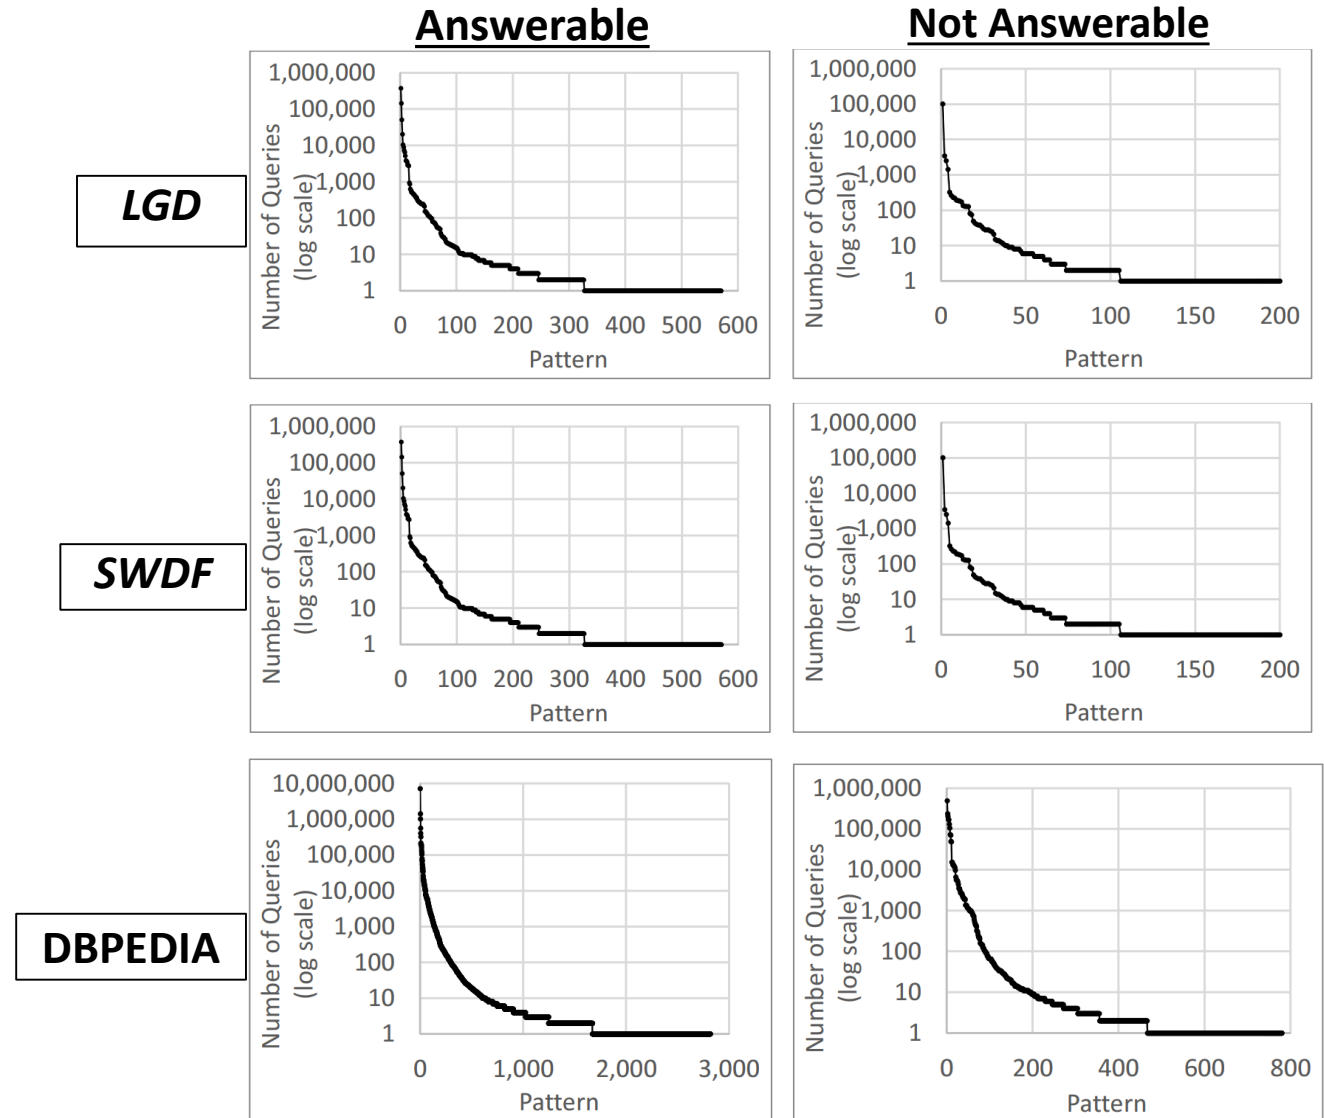 Answerable
Not Answerable
LGD
Number of Queries
(log scale)
1,000,000
100,000
10,000
1,000
100
10
1
0 100 200 300 400 500 600
Pattern
Number of Queries
(log scale)
1,000,000
100,000
10,000
1,000
100
10
1
0 50 100 150 200
Pattern
SWDF
Number of Queries
(log scale)
1,000,000
100,000
10,000
1,000
100
10
1
0 100 200 300 400 500 600
Pattern
Number of Queries
(log scale)
1,000,000
100,000
10,000
1,000
100
10
1
0 50 100 150 200
Pattern
DBPEDIA
Number of Queries
(log scale)
10,000,000
1,000,000
100,000
10,000
1,000
100
10
1
0 1,000 2,000 3,000
Pattern
Number of Queries
(log scale)
1,000,000
100,000
10,000
1,000
100
10
1
0 200 400 600 800
Pattern